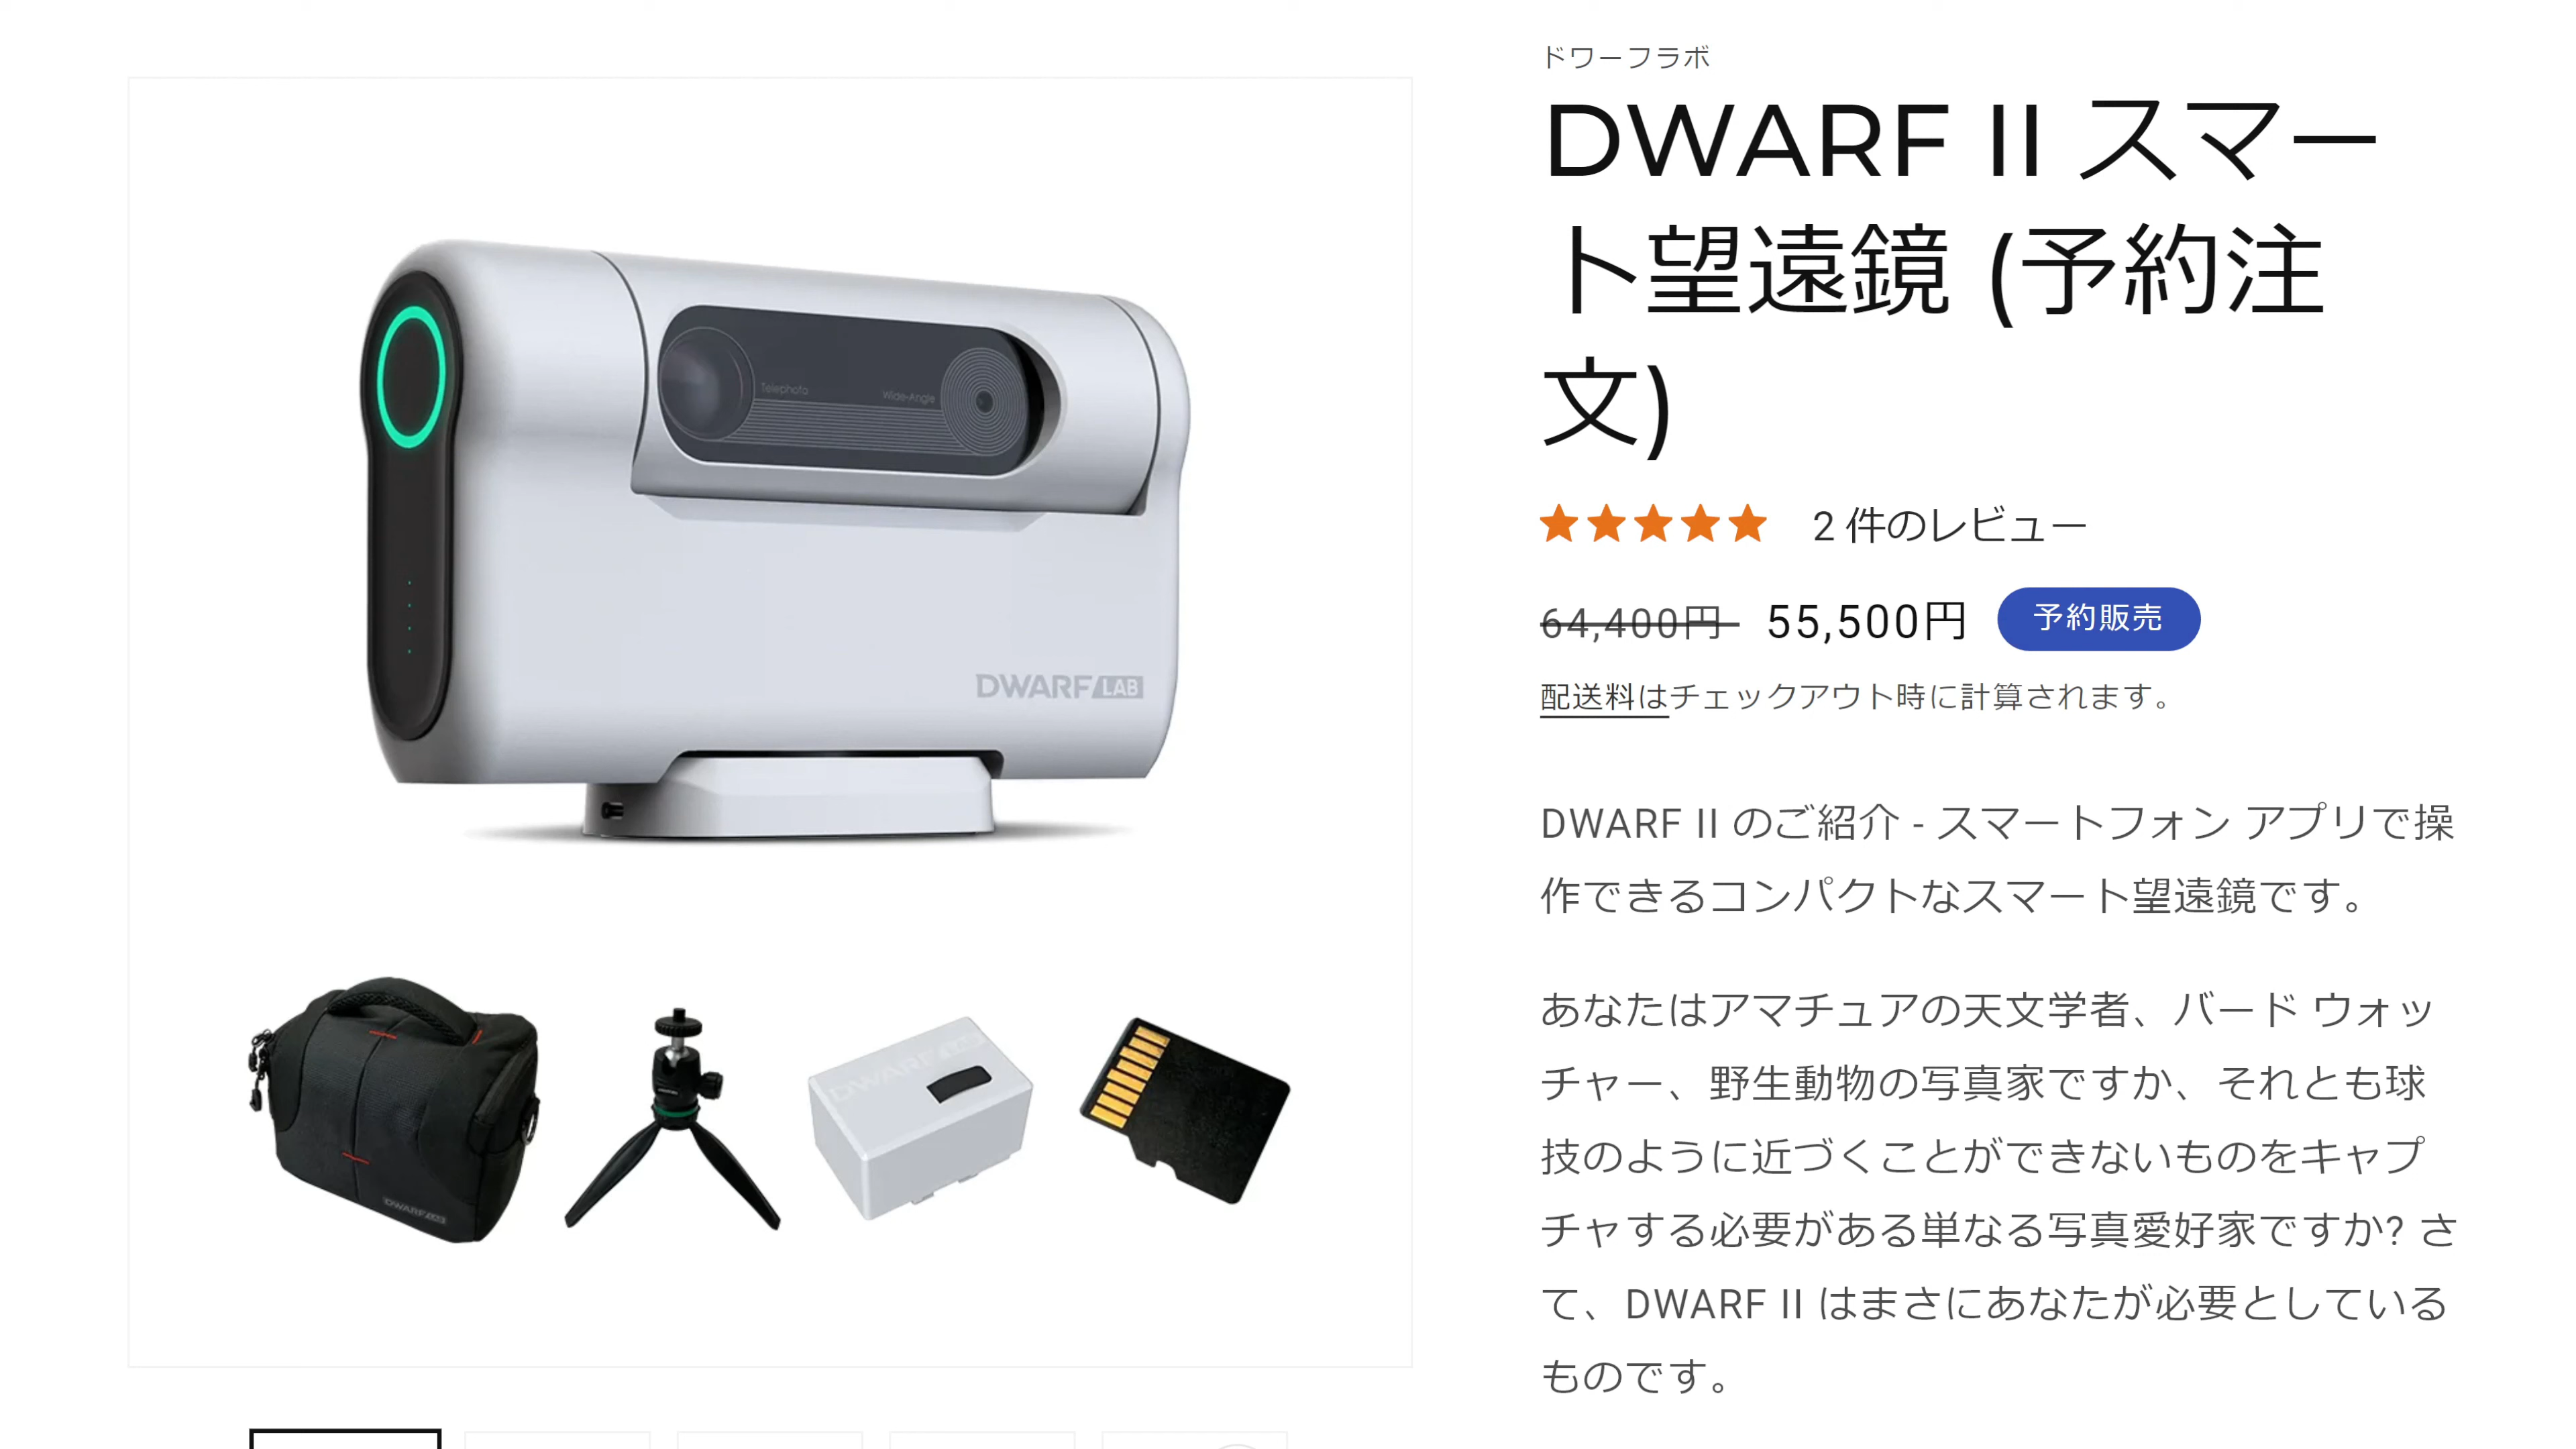 ドワーフラボ
DWARF II スマー
ト望遠鏡 (予約注
文)
2 件のレビュー
64,400円 55,500円 予約販売
配送料はチェックアウト時に計算されます。
DWARF II のご紹介 - スマートフォン アプリで操
作できるコンパクトなスマート望遠鏡です。
あなたはアマチュアの天文学者、バード ウォッ
チャー、野生動物の写真家ですか、それとも球
技のように近づくことができないものをキャプ
チャする必要がある単なる写真愛好家ですか? さ
て、DWARF II はまさにあなたが必要としている
ものです。
Telephoto Wide-Angle
DWARF LAB
DWARF LAB
DWARF LAB